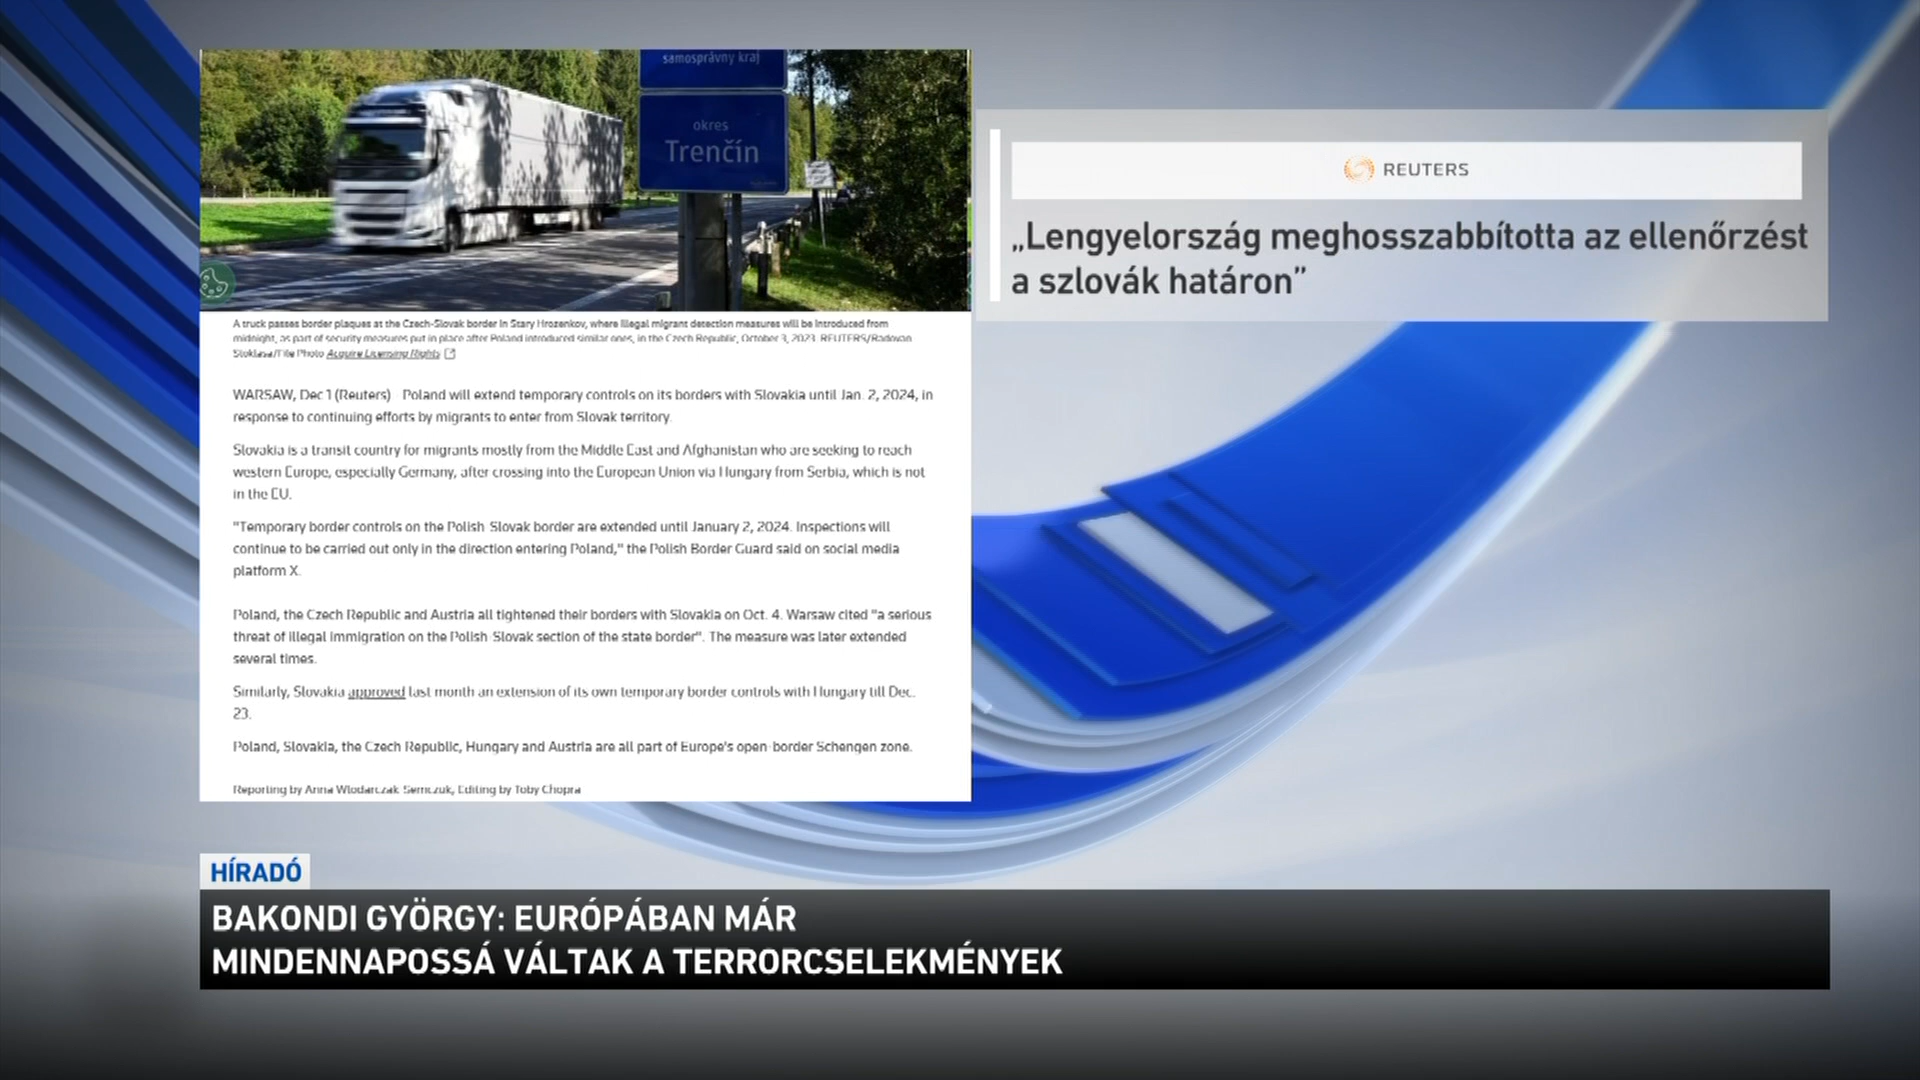 samosprávny kraj
okres
Trenčín
A truck passes border plaques at the Czech-Slovak border in Stary Hrozenkov, where illegal migrant detection measures will be introduced from
midnight, as part of security measures put in place after Poland introduced similar ones, in the Czech Republic, October 3, 2023. REUTERS/Radovan
Stoklasa/File Photo Acquire Licensing Rights
WARSAW, Dec 1 (Reuters) - Poland will extend temporary controls on its borders with Slovakia until Jan. 2, 2024, in
response to continuing efforts by migrants to enter from Slovak territory.
Slovakia is a transit country for migrants mostly from the Middle East and Afghanistan who are seeking to reach
western Europe, especially Germany, after crossing into the European Union via Hungary from Serbia, which is not
in the EU.
"Temporary border controls on the Polish-Slovak border are extended until January 2, 2024. Inspections will
continue to be carried out only in the direction entering Poland," the Polish Border Guard said on social media
platform X.
Poland, the Czech Republic and Austria all tightened their borders with Slovakia on Oct. 4. Warsaw cited "a serious
threat of illegal immigration on the Polish-Slovak section of the state border". The measure was later extended
several times.
Similarly, Slovakia approved last month an extension of its own temporary border controls with Hungary till Dec.
23.
Poland, Slovakia, the Czech Republic, Hungary and Austria are all part of Europe's open-border Schengen zone.
Reporting by Anna Wlodarczak-Semczuk, Editing by Toby Chopra
REUTERS
„Lengyelország meghosszabbította az ellenőrzést
a szlovák határon”
HÍRADÓ
BAKONDI GYÖRGY: EURÓPÁBAN MÁR
MINDENNAPOSSÁ VÁLTAK A TERRORCSELEKMÉNYEK